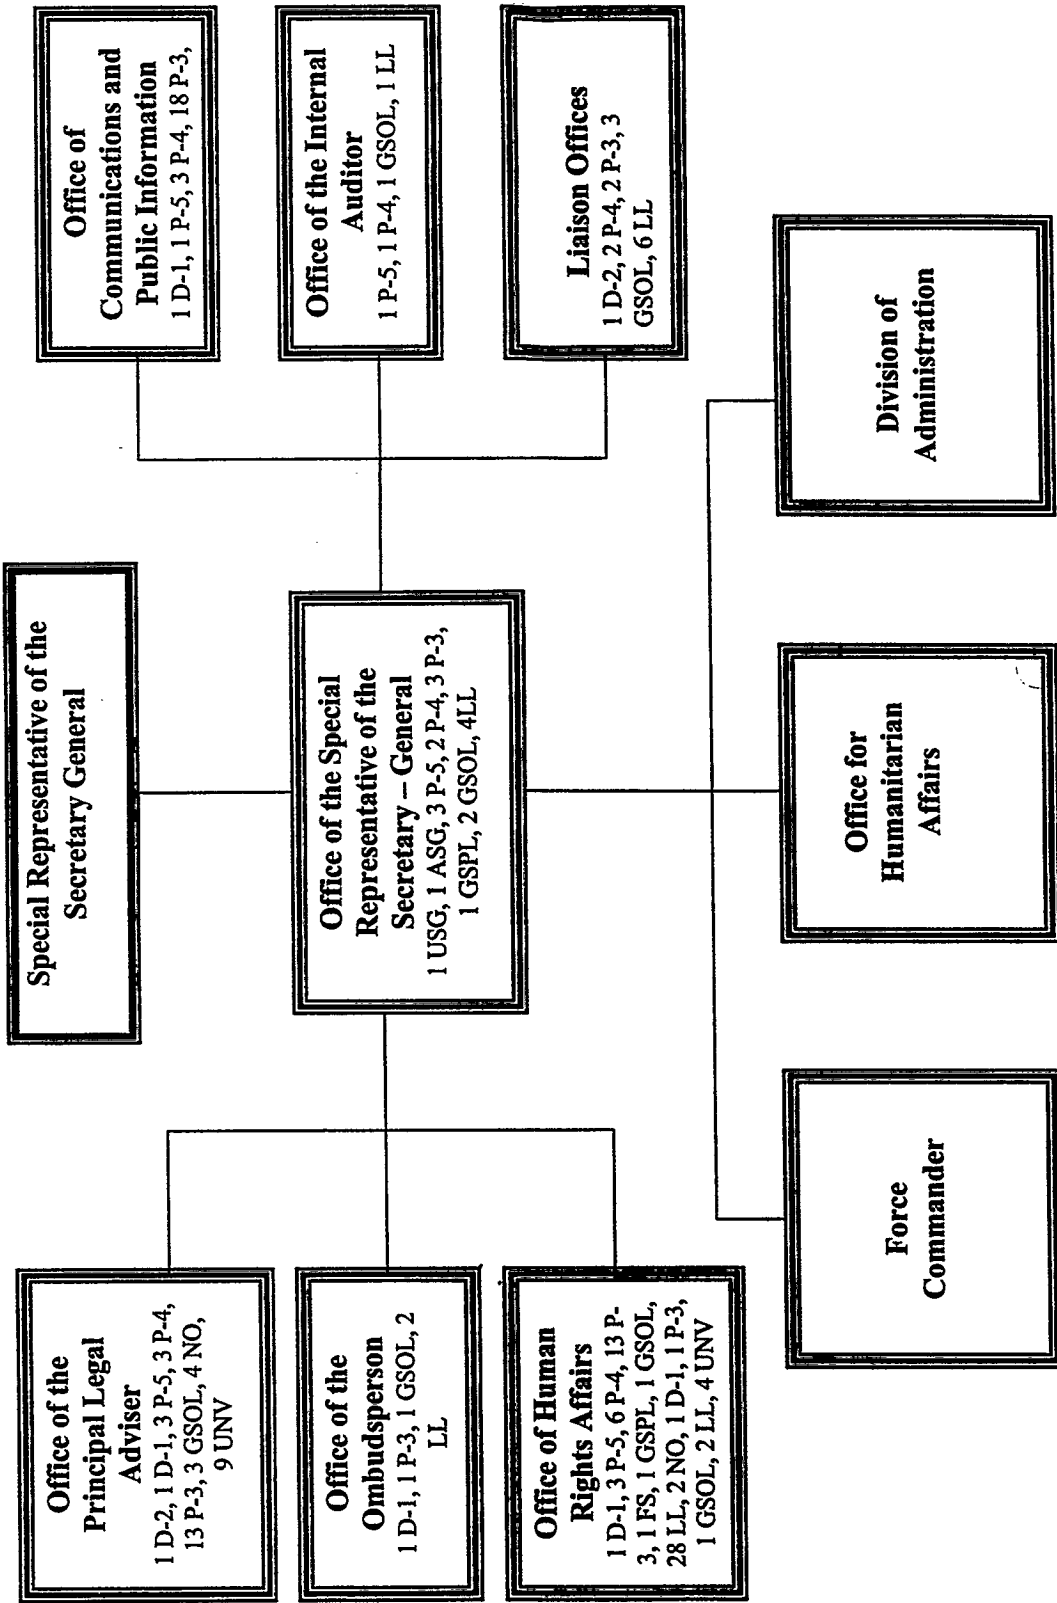 Special Representative of the
Secretary General
Office of the
Principal Legal
Adviser
1 D-2, 1 D-1, 3 P-5, 3 P-4,
13 P-3, 3 GSOL, 4 NO,
9 UNV
Office of the
Ombudsperson
1 D-1, 1 P-3, 1 GSOL, 2
LL
Office of Human
Rights Affairs
1 D-1, 3 P-5, 6 P-4, 13 P-
3, 1 FS, 1 GSPL, 1 GSOL,
28 LL, 2 NO, 1 D-1, 1 P-3,
1 GSOL, 2 LL, 4 UNV
Office of the Special
Representative of the
Secretary – General
1 USG, 1 ASG, 3 P-5, 2 P-4, 3 P-3,
1 GSPL, 2 GSOL, 4LL
Office of
Communications and
Public Information
1 D-1, 1 P-5, 3 P-4, 18 P-3,
Office of the Internal
Auditor
1 P-5, 1 P-4, 1 GSOL, 1 LL
Liaison Offices
1 D-2, 2 P-4, 2 P-3, 3
GSOL, 6 LL
Force
Commander
Office for
Humanitarian
Affairs
Division of
Administration